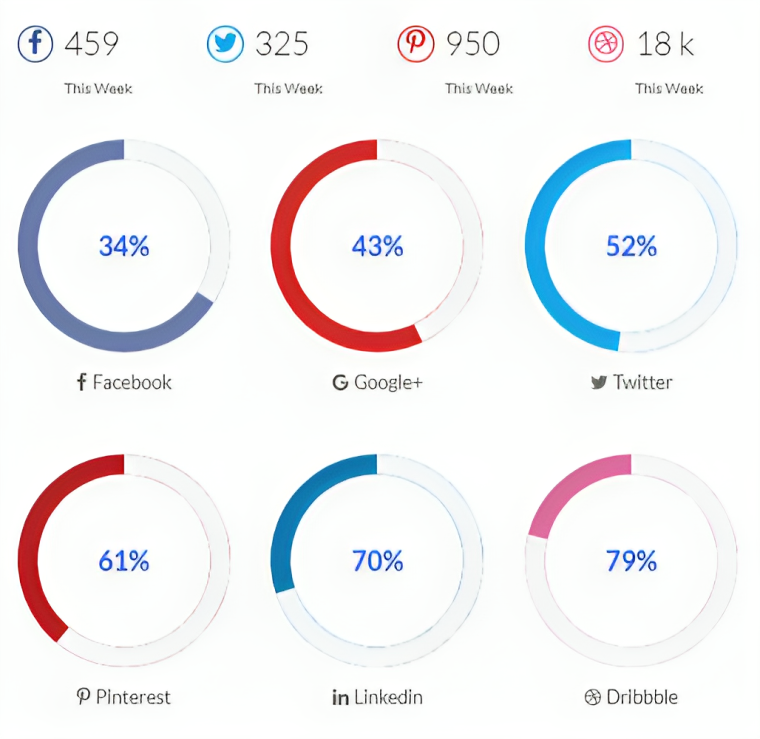 459 325 950 18 k
This Week This Week This Week This Week
34% 43% 52%
Facebook Google+ Twitter
61% 70% 79%
Pinterest Linkedin Dribbble